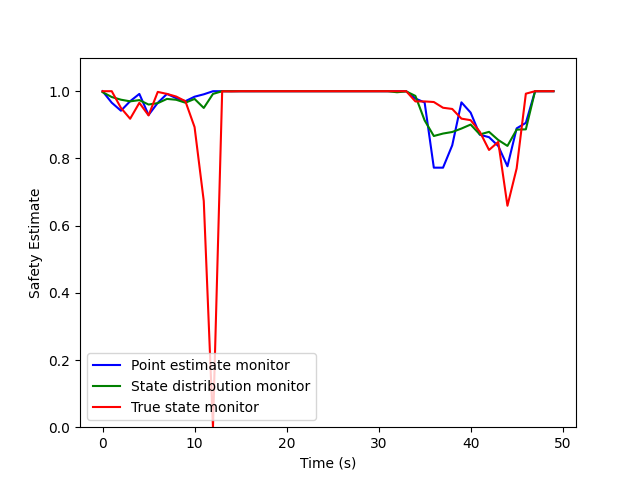 1.0
0.8
0.6
0.4
0.2
0.0
Safety Estimate
Point estimate monitor
State distribution monitor
True state monitor
0 10 20 30 40 50
Time (s)